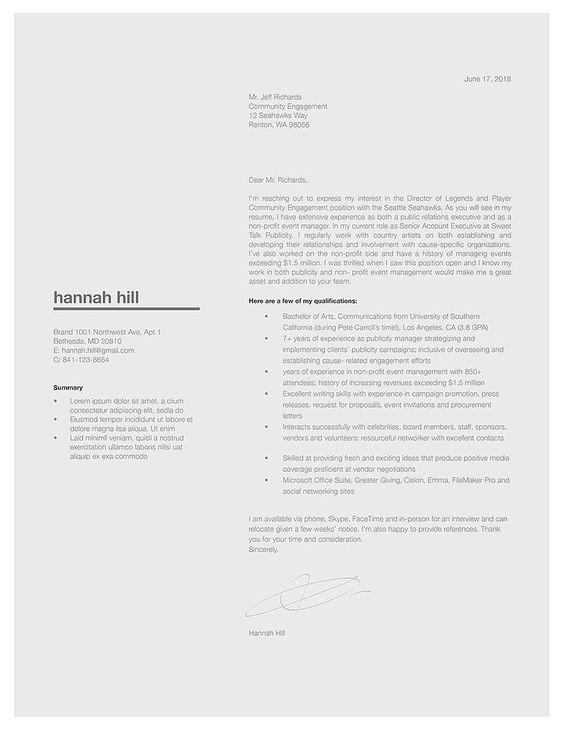 June 17, 2018
Mr. Jeff Richards
Community Engagement
12 Seahawks Way
Renton, WA 98056
Dear Mr. Richards,
I'm reaching out to express my interest in the Director of Legends and Player
Community Engagement position with the Seattle Seahawks. As you will see in my
resume, I have extensive experience as both a public relations executive and as a
non-profit event manager. In my current role as Senior Account Executive at Sweet
Talk Publicity, I regularly work with country artists on both establishing and
developing their relationships and involvement with cause-specific organizations.
I've also worked on the non-profit side and have a history of managing events
exceeding $1.5 million. I was thrilled when I saw this position open and I know my
work in both publicity and non- profit event management would make me a great
asset and addition to your team.
Here are a few of my qualifications:
• Bachelor of Arts, Communications from University of Southern
California (during Pete Carroll's time!), Los Angeles, CA (3.8 GPA)
• 7+ years of experience as publicity manager strategizing and
implementing clients' publicity campaigns; inclusive of overseeing and
establishing cause- related engagement efforts
• years of experience in non-profit event management with 850+
attendees; history of increasing revenues exceeding $1.5 million
• Excellent writing skills with experience in campaign promotion, press
releases, request for proposals, event invitations and procurement
letters
• Interacts successfully with celebrities, board members, staff, sponsors,
vendors and volunteers; resourceful networker with excellent contacts
• Skilled at providing fresh and exciting ideas that produce positive media
coverage proficient at vendor negotiations
• Microsoft Office Suite, Greater Giving, Cision, Emma, FileMaker Pro and
social networking sites
I am available via phone, Skype, FaceTime and in-person for an interview and can
relocate given a few weeks' notice. I'm also happy to provide references. Thank
you for your time and consideration.
Sincerely,
Hannah Hill
hannah hill
Brand 1001 Northwest Ave, Apt 1
Bethesda, MD 20810
E: hannah.hill@gmail.com
C: 841-123-8654
Summary
• Lorem ipsum dolor sit amet, a ciium
consectetur adipiscing elit, sedla do
• Eiusmod tempor incididunt ut labore et
dolore magna ilsa aliqua. Ut enim
• Laid miniml veniam, quisli a nostrud
exercitation ullamco laboris nilsi uat
aliquip ex exa commodo